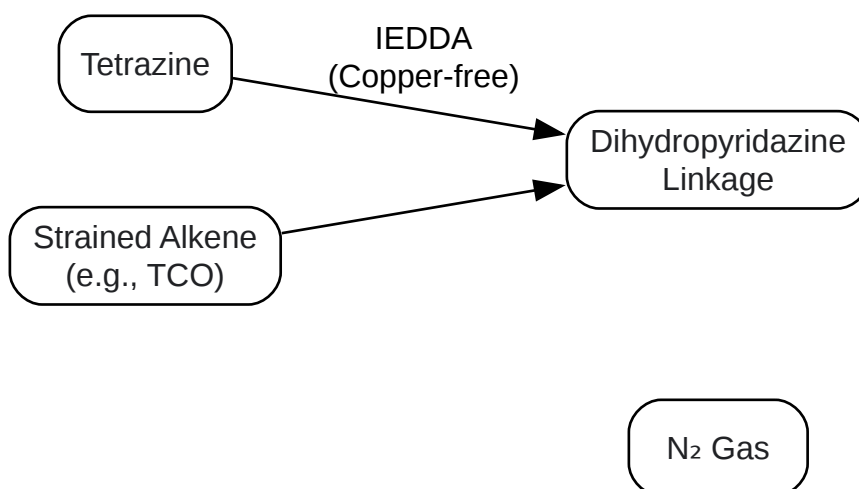 Tetrazine
IEDDA
(Copper-free)
Dihydropyridazine
Linkage
Strained Alkene
(e.g., TCO)
N₂ Gas